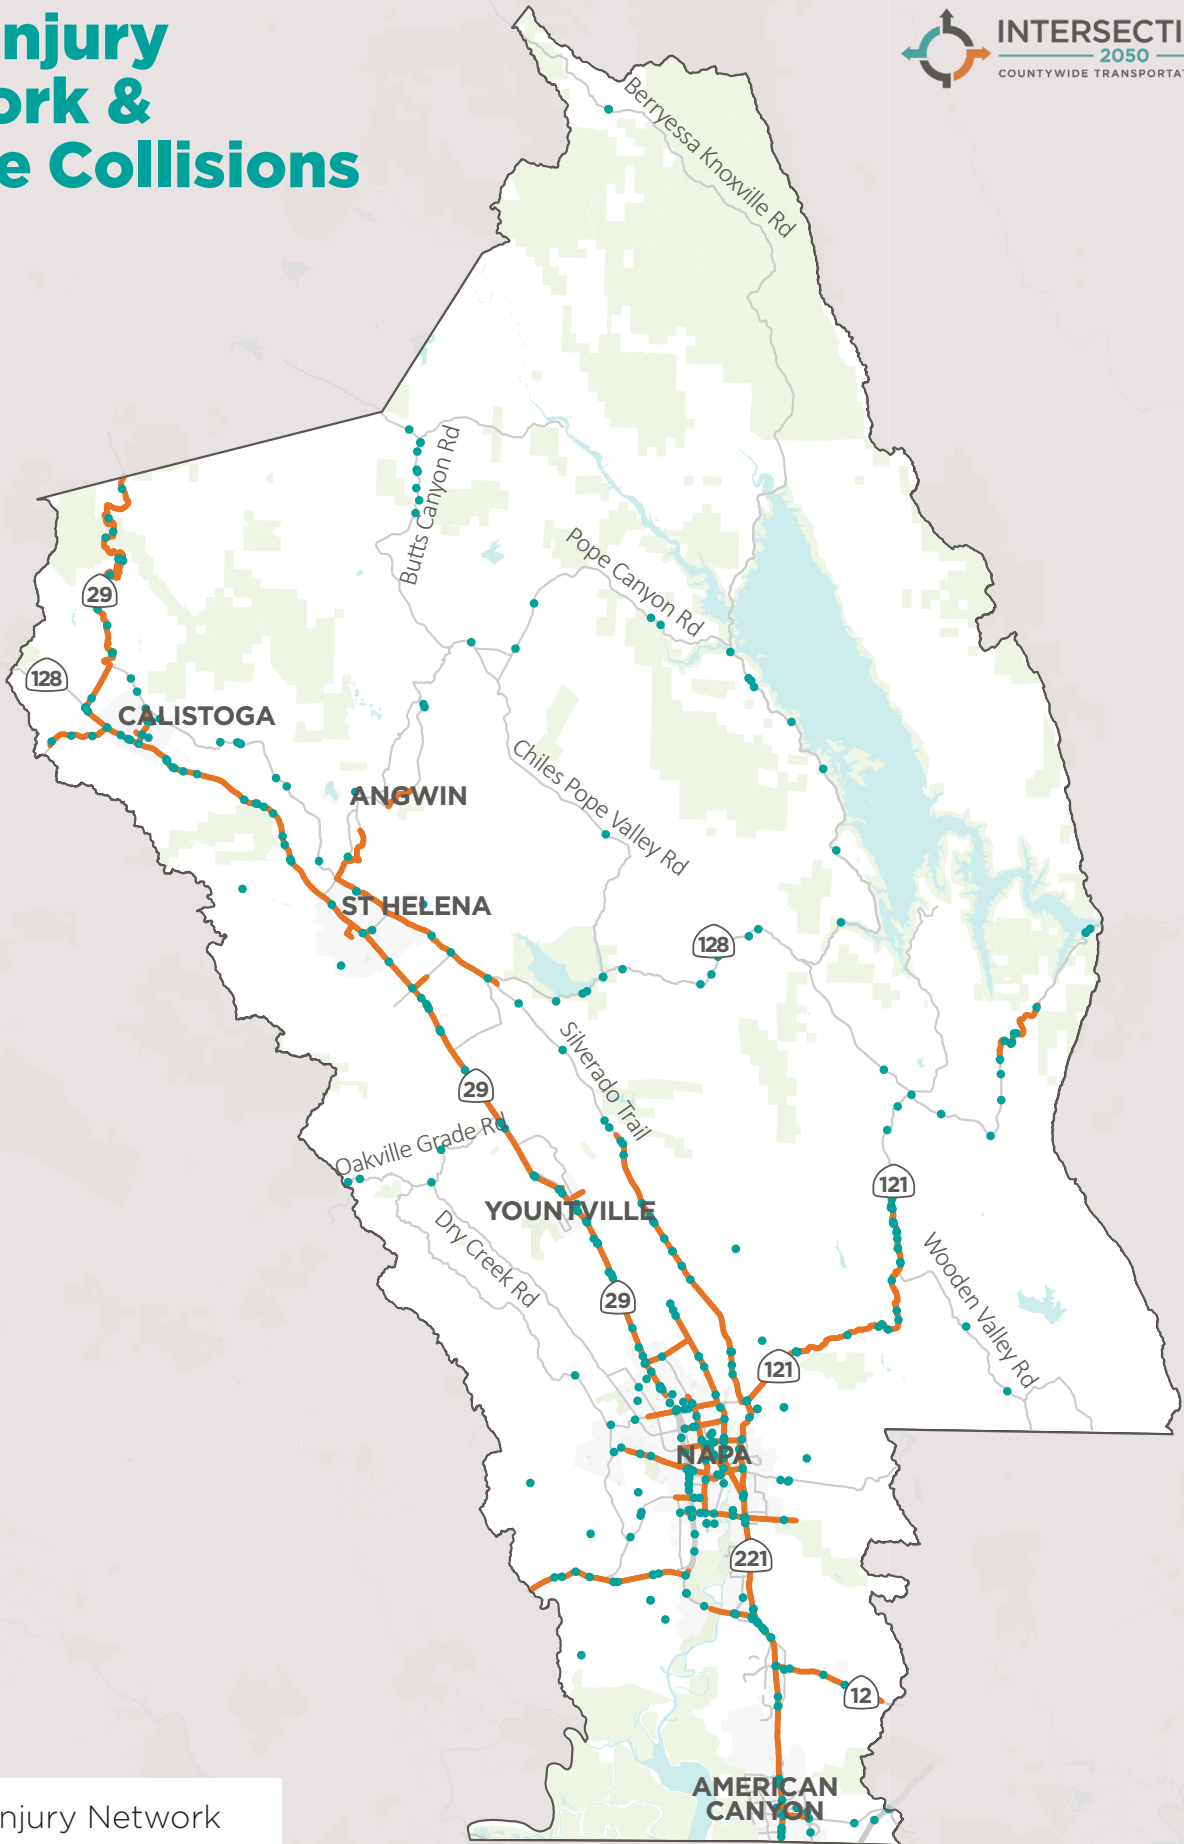 njury
ork &
e Collisions
INTERSECTI
2050
COUNTYWIDE TRANSPORTAT
Berryessa Knoxville Rd
Butts Canyon Rd
Pope Canyon Rd
29
128
CALISTOGA
Chiles Pope Valley Rd
ANGWIN
ST HELENA
128
Silverado Trail
29
Oakville Grade Rd
121
YOUNTVILLE
Dry Creek Rd
Wooden Valley Rd
29
121
NAPA
221
12
AMERICAN
CANYON
njury Network